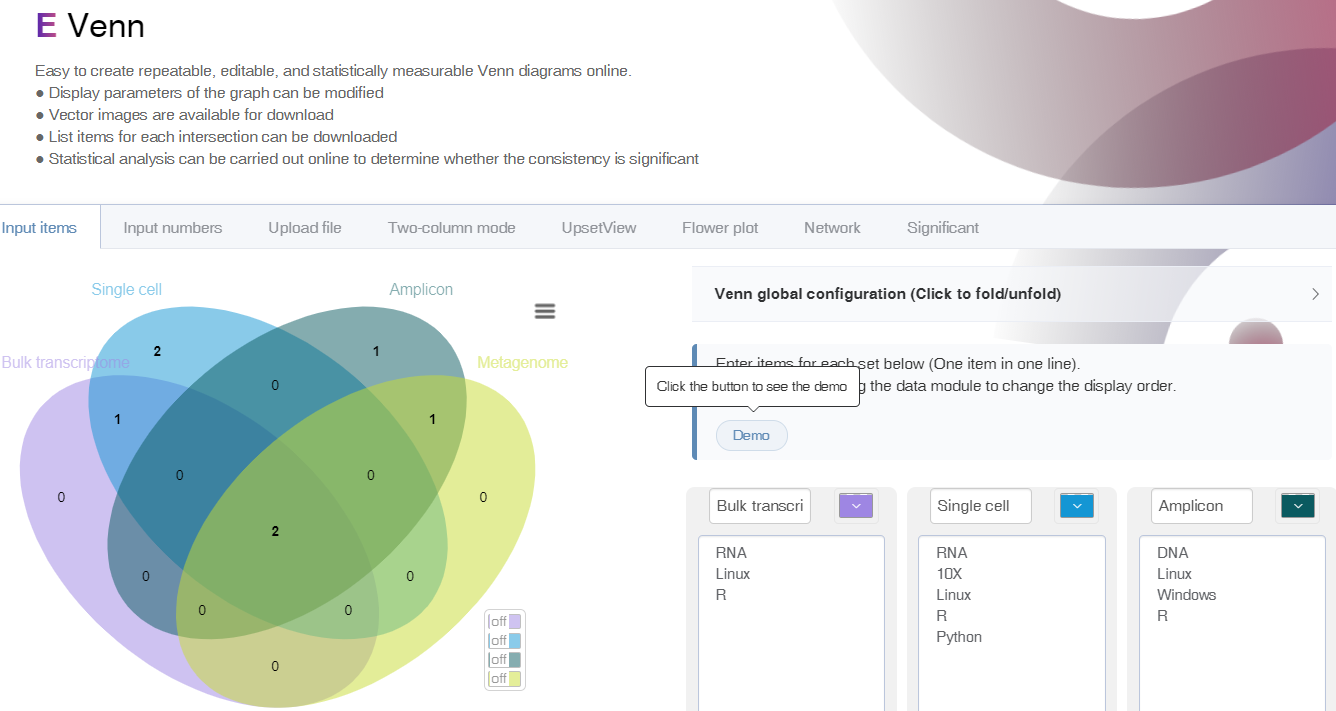 E Venn
Easy to create repeatable, editable, and statistically measurable Venn diagrams online.
● Display parameters of the graph can be modified
● Vector images are available for download
● List items for each intersection can be downloaded
● Statistical analysis can be carried out online to determine whether the consistency is significant
Input items Input numbers Upload file Two-column mode UpsetView Flower plot Network Significant
Single cell Amplicon
Bulk transcriptome Metagenome
2 1
0
1 1
0 0
0 0
2
0 0
0 0
0
off
off
off
off
Venn global configuration (Click to fold/unfold)
Enter items for each set below (One item in one line).
Click the button to see the demo
the data module to change the display order.
Demo
Bulk transcri
RNA
Linux
R
Single cell
RNA
10X
Linux
R
Python
Amplicon
DNA
Linux
Windows
R